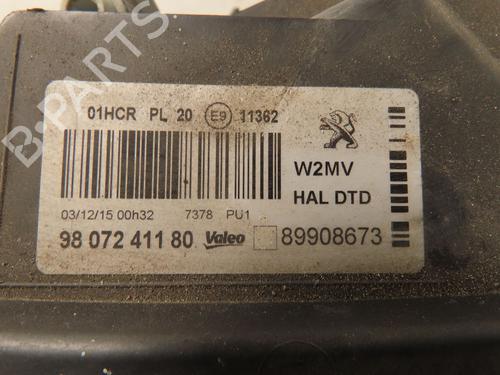 01HCR PL 20 E9 11362
W2MV
HAL DTD
03/12/15 00h32 7378 PU1
98 072 411 80 Valeo 89908673
B-PARTS